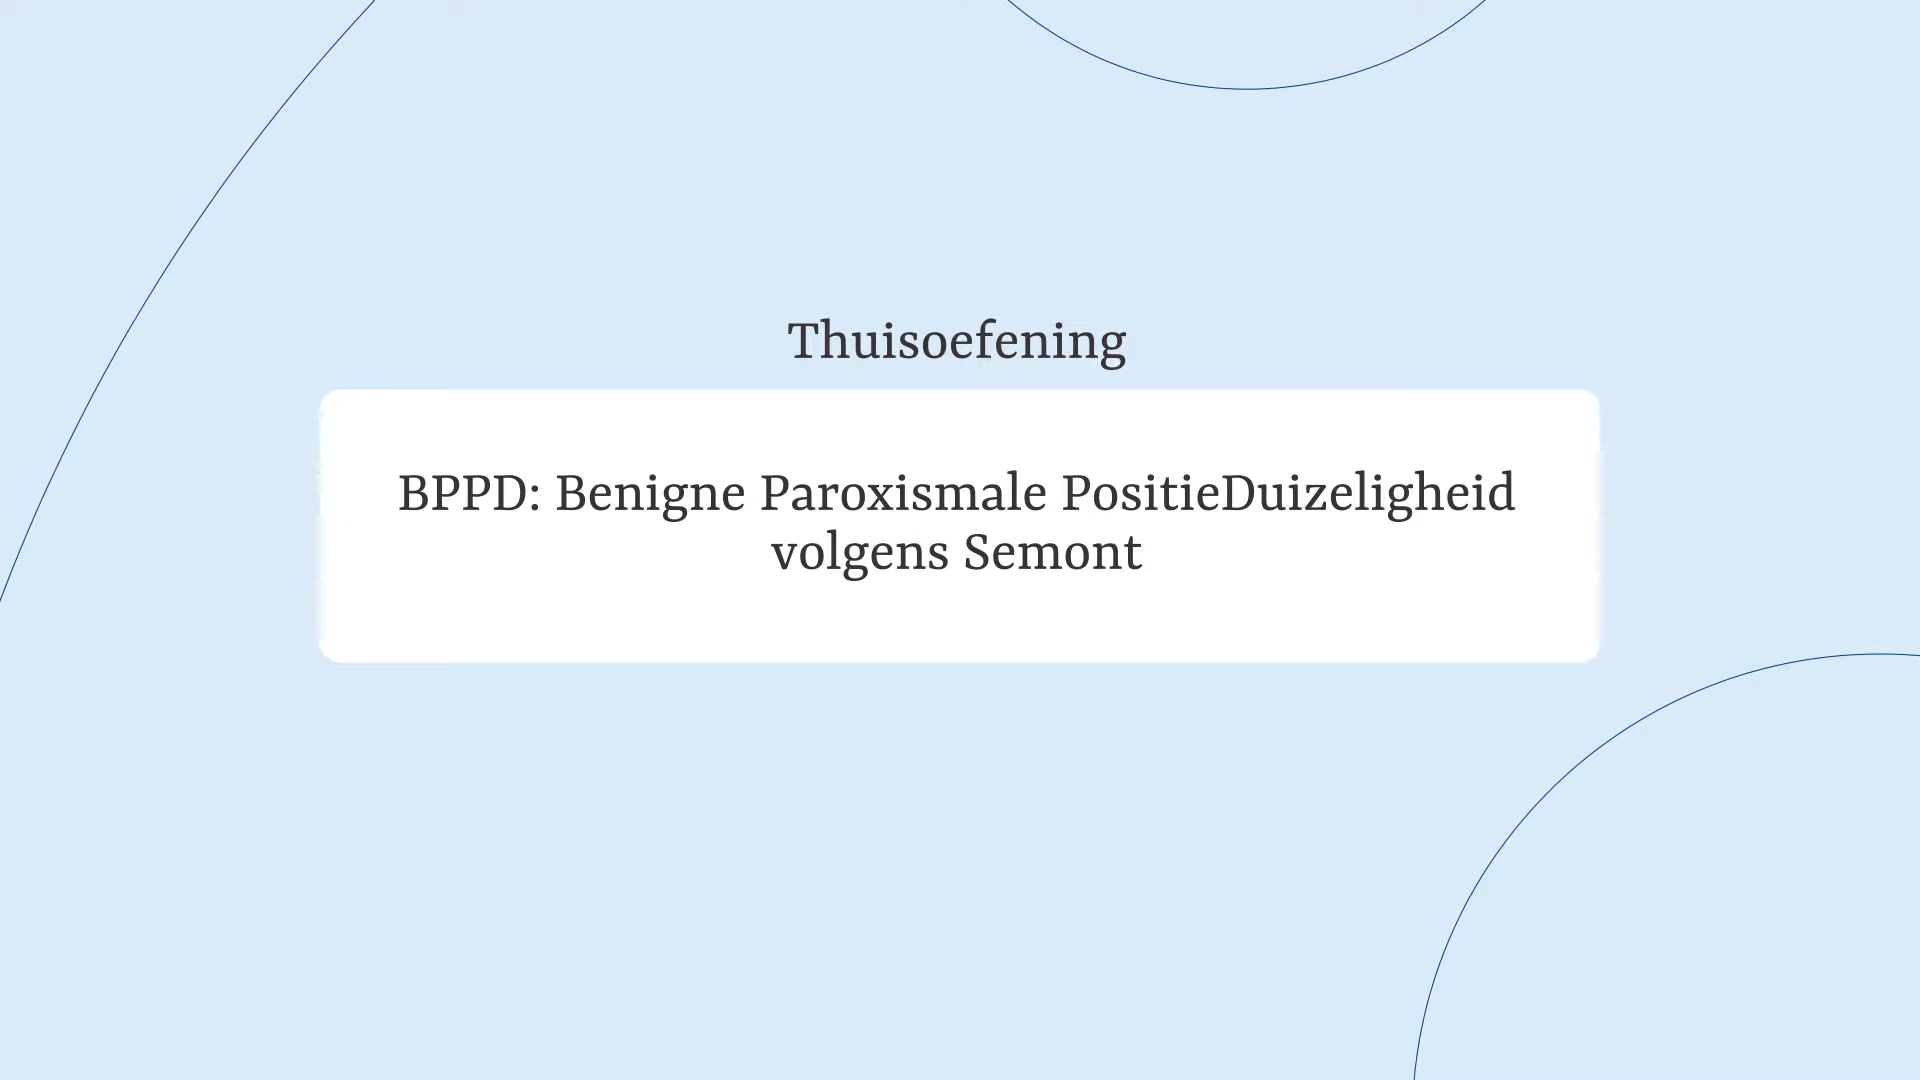 Thuisoefening
BPPD: Benigne Paroxismale PositieDuizeligheid
volgens Semont